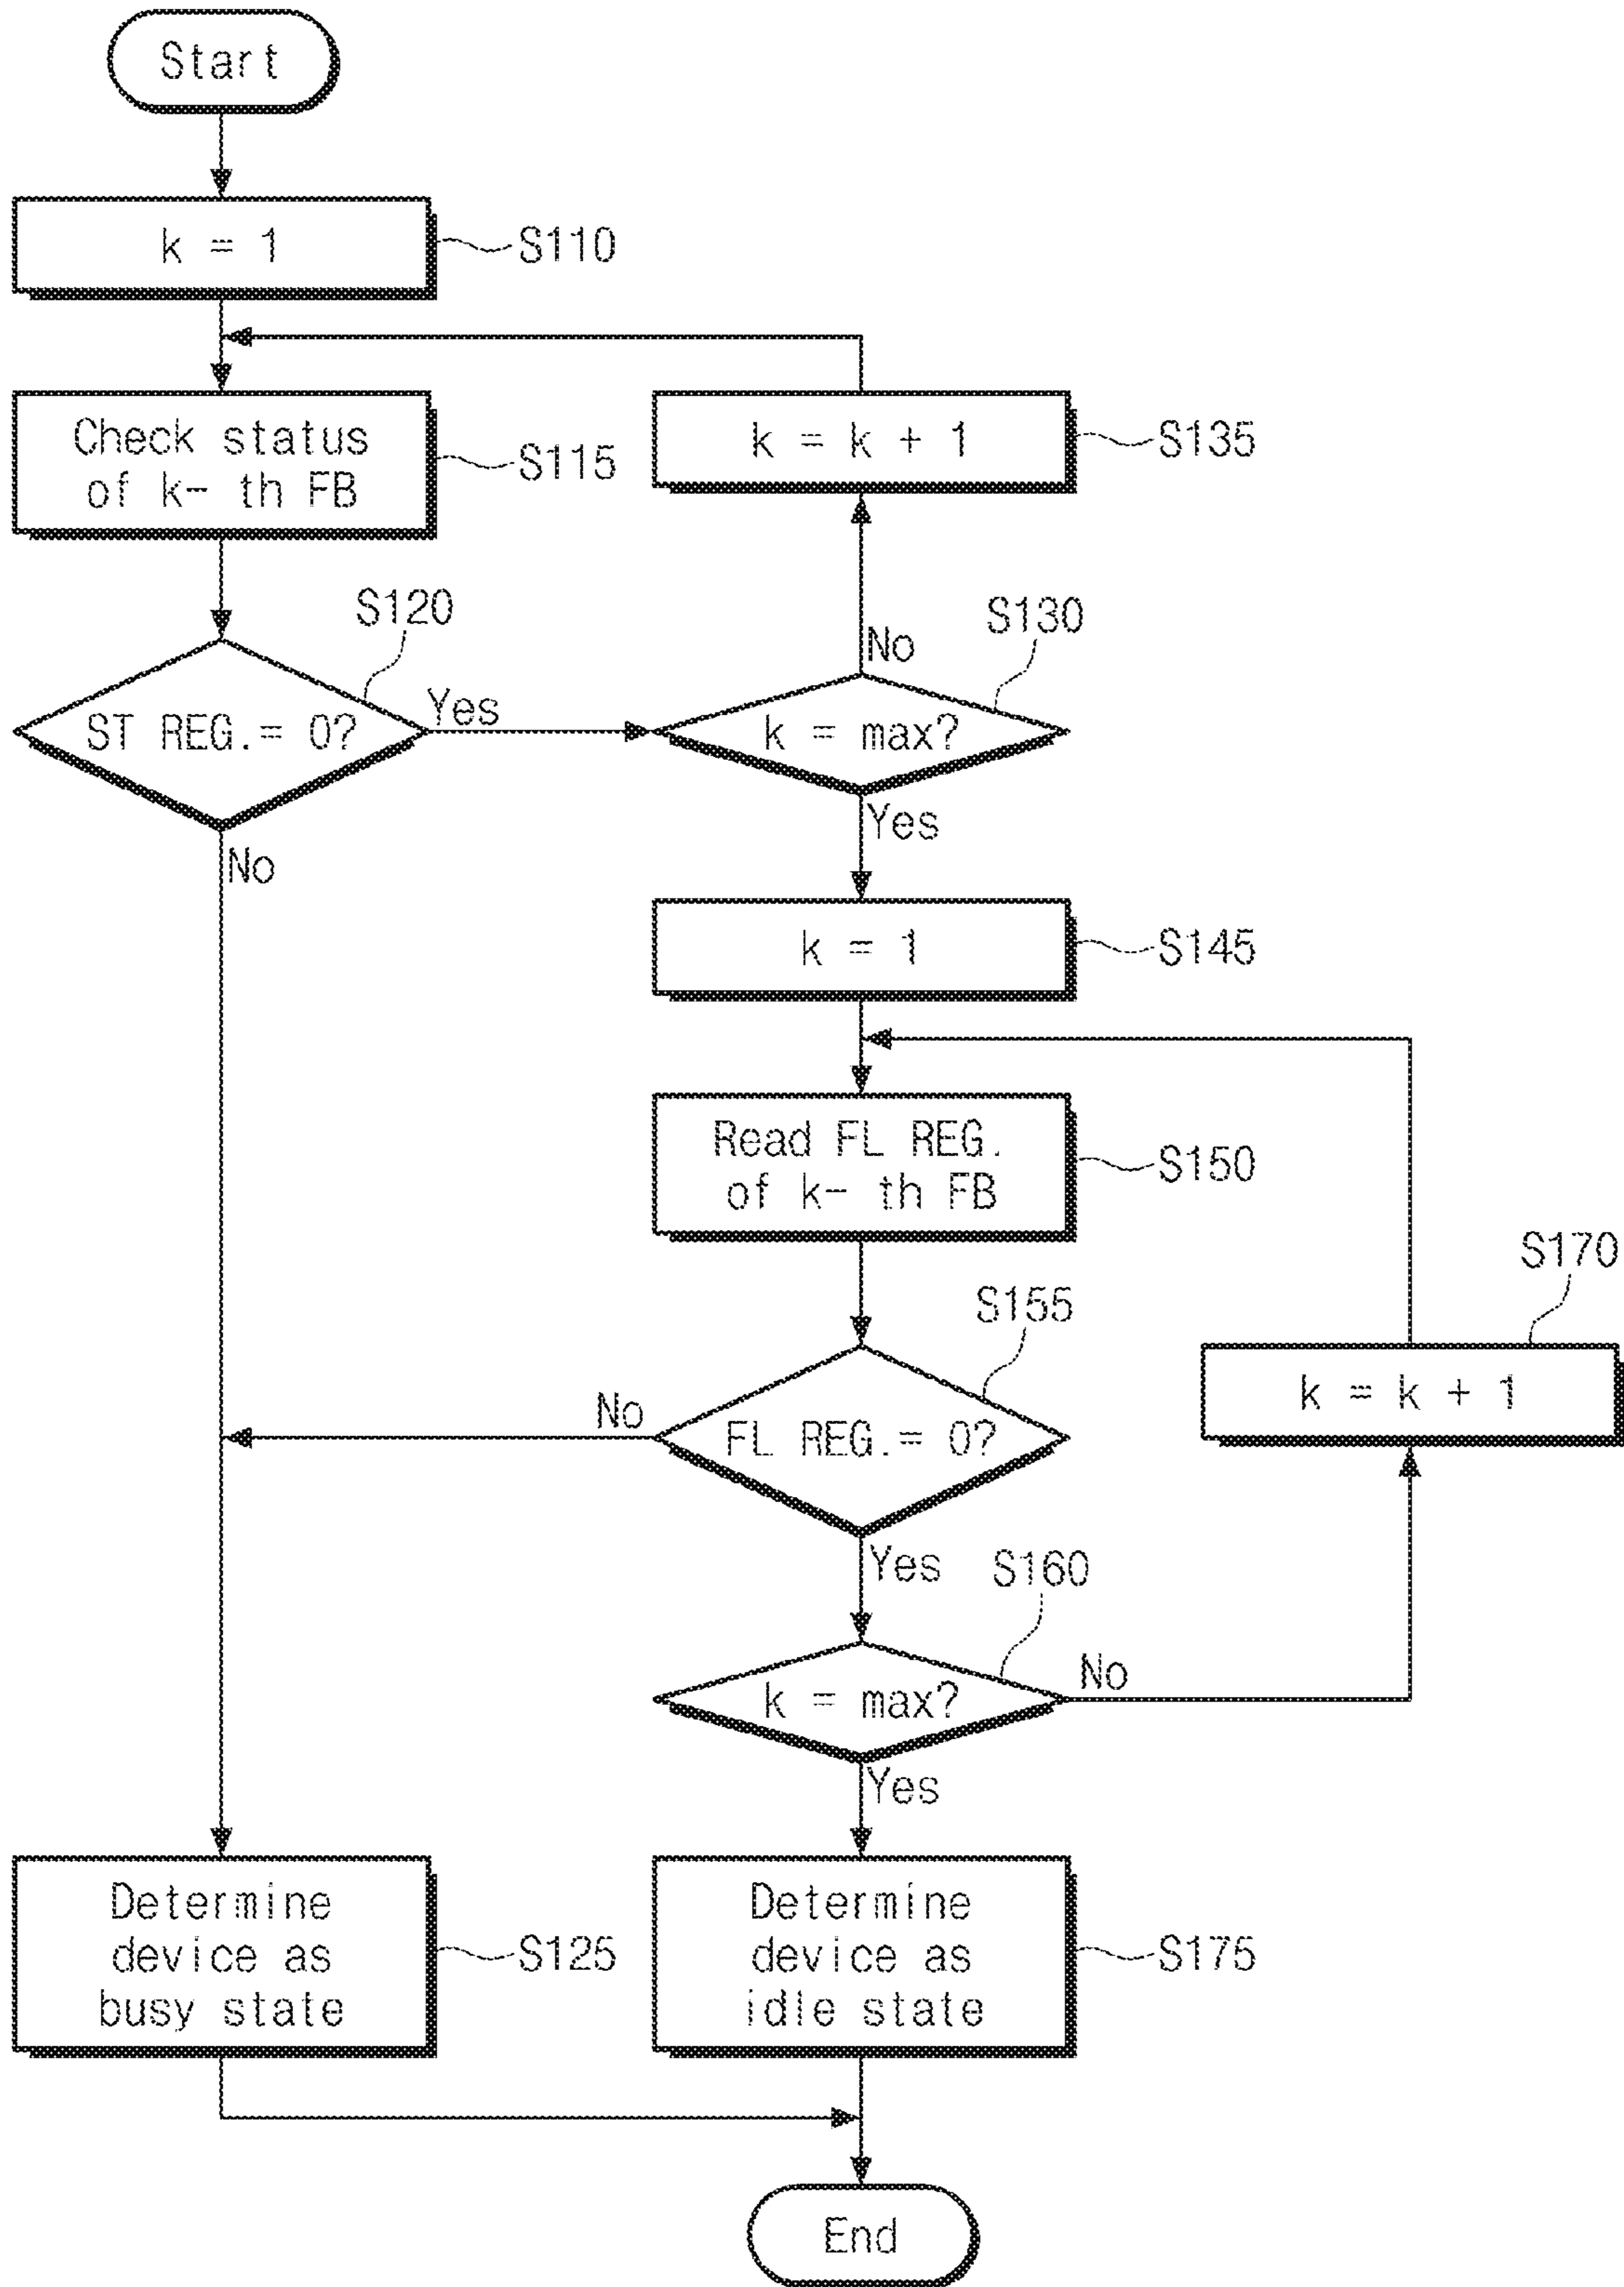 Start
k = 1
S110
Check status
of k- th FB
S115
k = k + 1
S135
S120
ST REG.= 0?
Yes
No
S130
k = max?
No
Yes
k = 1
S145
Read FL REG.
of k- th FB
S150
S170
k = k + 1
S155
FL REG.= 0?
No
Yes
S160
k = max?
No
Yes
Determine
device as
busy state
S125
Determine
device as
idle state
S175
End